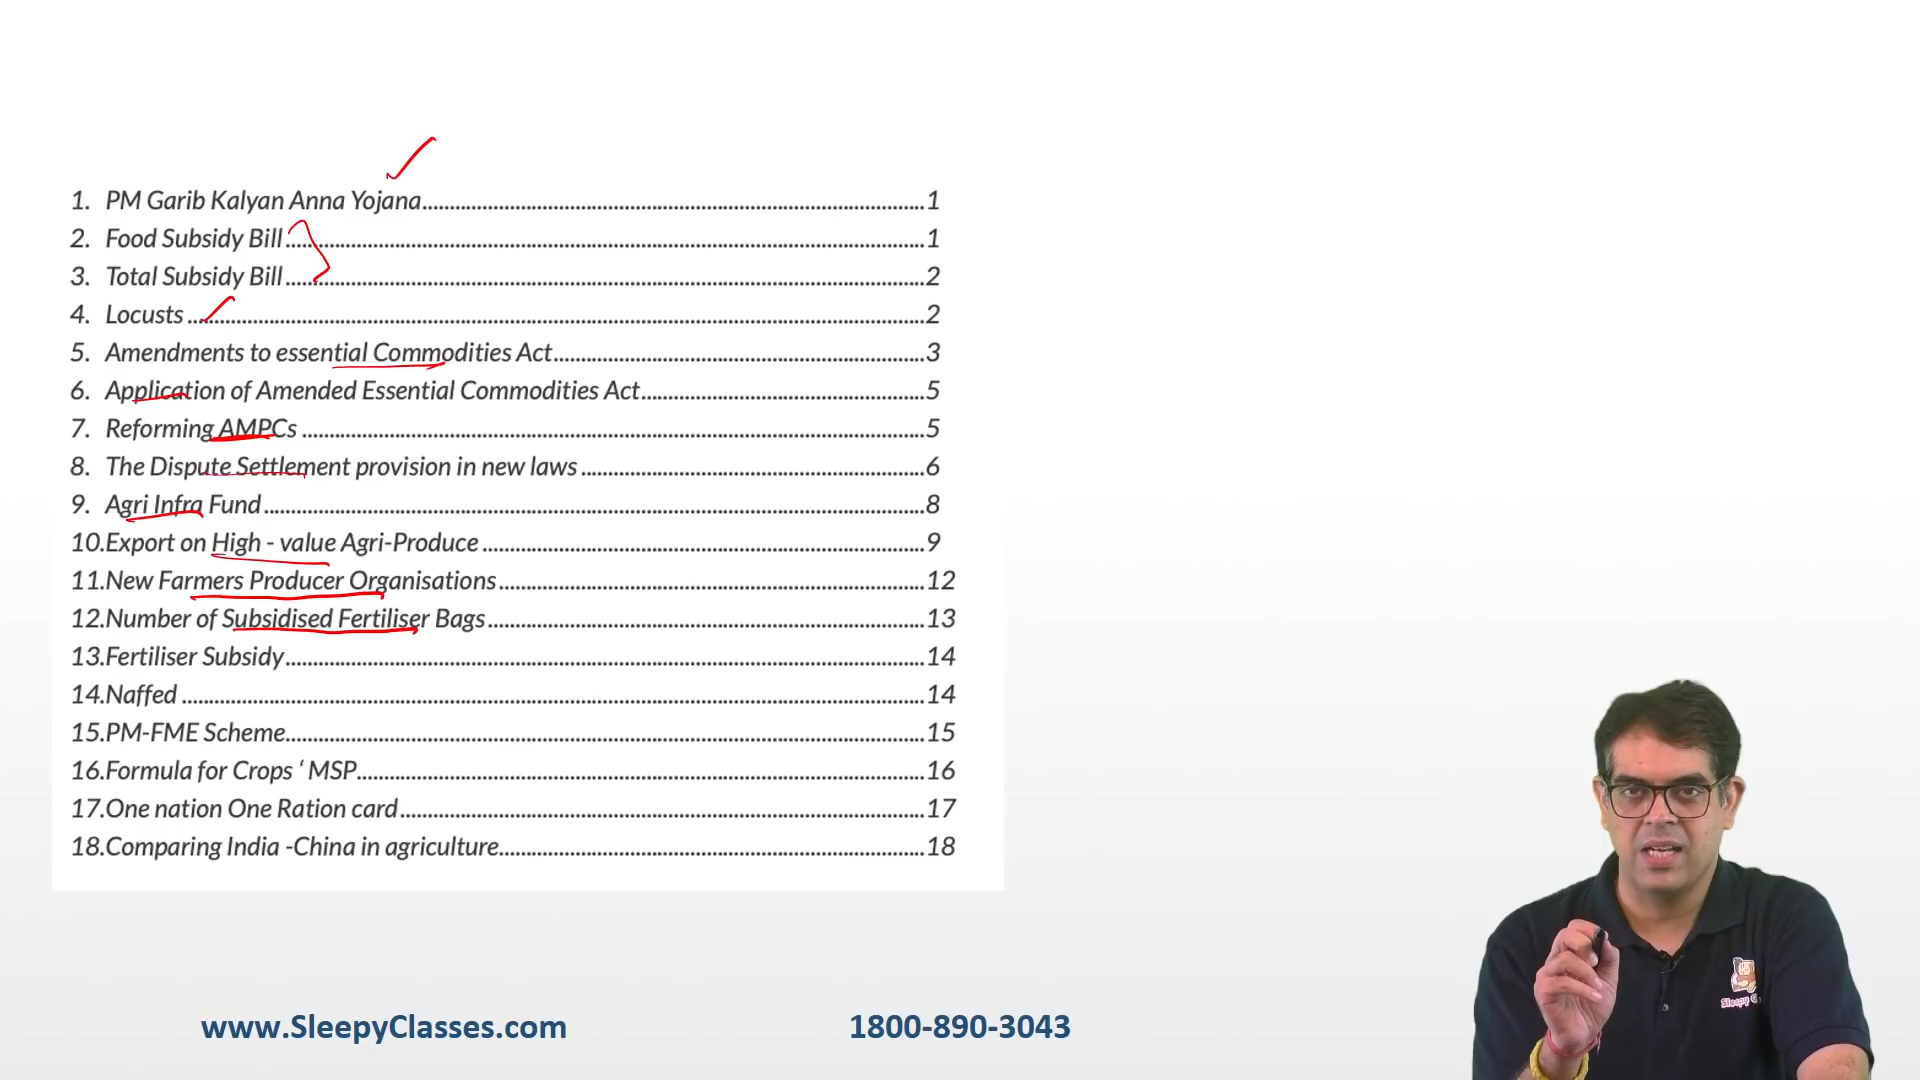 1. PM Garib Kalyan Anna Yojana....................1
2. Food Subsidy Bill....................1
3. Total Subsidy Bill....................2
4. Locusts....................2
5. Amendments to essential Commodities Act....................3
6. Application of Amended Essential Commodities Act....................5
7. Reforming AMPCs....................5
8. The Dispute Settlement provision in new laws....................6
9. Agri Infra Fund....................8
10.Export on High - value Agri-Produce....................9
11.New Farmers Producer Organisations....................12
12.Number of Subsidised Fertiliser Bags....................13
13.Fertiliser Subsidy....................14
14.Naffed....................14
15.PM-FME Scheme....................15
16.Formula for Crops ‘ MSP....................16
17.One nation One Ration card....................17
18.Comparing India -China in agriculture....................18
Sleepy
www.SleepyClasses.com 1800-890-3043